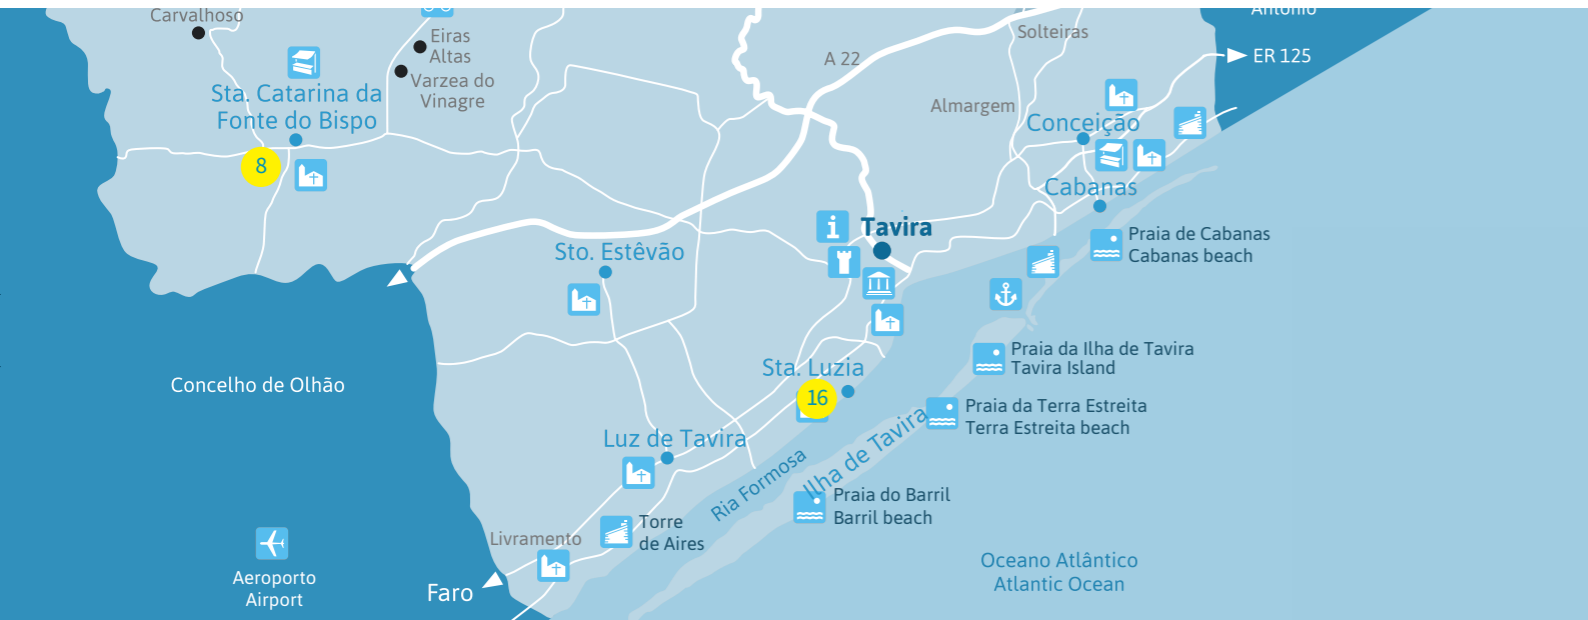 Carvalhoso
Eiras
Altas
Varzea do
Vinagre
Sta. Catarina da
Fonte do Bispo
8
A 22
Solteiras
António
ER 125
Almargem
Conceição
Cabanas
i
Tavira
Praia de Cabanas
Cabanas beach
Sto. Estêvão
Praia da Ilha de Tavira
Tavira Island
Concelho de Olhão
Sta. Luzia
16
Praia da Terra Estreita
Terra Estreita beach
Luz de Tavira
Ria Formosa
Ilha de Tavira
Praia do Barril
Barril beach
Torre
de Aires
Livramento
Aeroporto
Airport
Faro
Oceano Atlântico
Atlantic Ocean